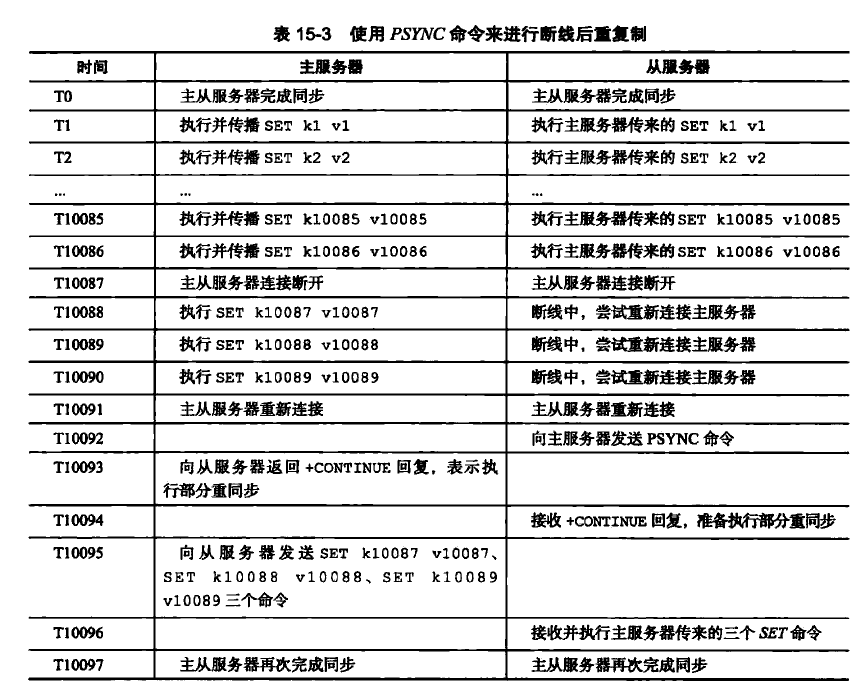 表 15-3 使用 PSYNC 命令来进行断线后重复制
时间 主服务器 从服务器
T0 主从服务器完成同步 主从服务器完成同步
T1 执行并传播 SET k1 v1 执行主服务器传来的 SET k1 v1
T2 执行并传播 SET k2 v2 执行主服务器传来的 SET k2 v2
... ... ...
T10085 执行并传播 SET k10085 v10085 执行主服务器传来的 SET k10085 v10085
T10086 执行并传播 SET k10086 v10086 执行主服务器传来的 SET k10086 v10086
T10087 主从服务器连接断开 主从服务器连接断开
T10088 执行 SET k10087 v10087 断线中，尝试重新连接主服务器
T10089 执行 SET k10088 v10088 断线中，尝试重新连接主服务器
T10090 执行 SET k10089 v10089 断线中，尝试重新连接主服务器
T10091 主从服务器重新连接 主从服务器重新连接
T10092 向主服务器发送 PSYNC 命令
T10093 向从服务器返回 +CONTINUE 回复，表示执
行部分重同步
T10094 接收 +CONTINUE 回复，准备执行部分重同步
T10095 向从服务器发送 SET k10087 v10087、
SET k10088 v10088、SET k10089
v10089 三个命令
T10096 接收并执行主服务器传来的三个 SET 命令
T10097 主从服务器再次完成同步 主从服务器再次完成同步